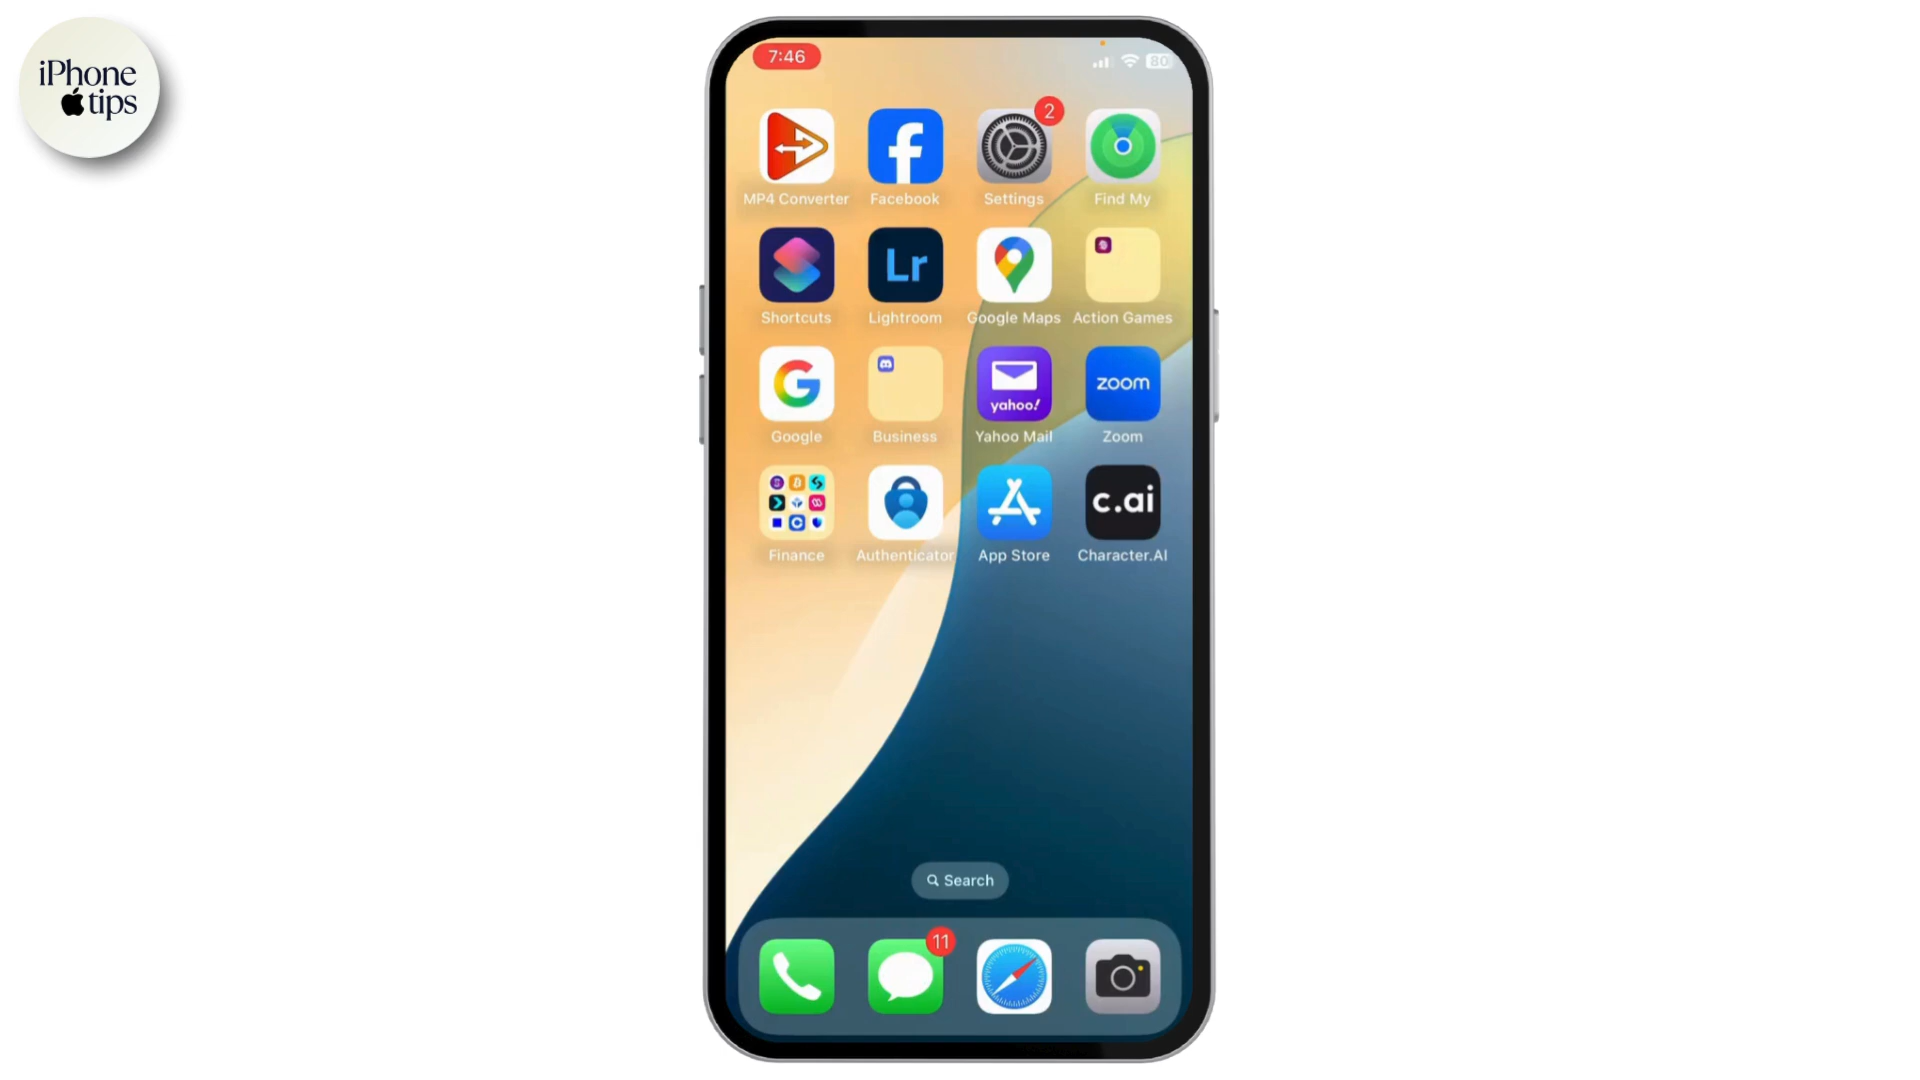 iPhone
tips
7:46
80
2
MP4 Converter
Facebook
Settings
Find My
Lr
Shortcuts
Lightroom
Google Maps
Action Games
yahoo!
zoom
Google
Business
Yahoo Mail
Zoom
c.ai
Finance
Authenticator
App Store
Character.AI
Search
11